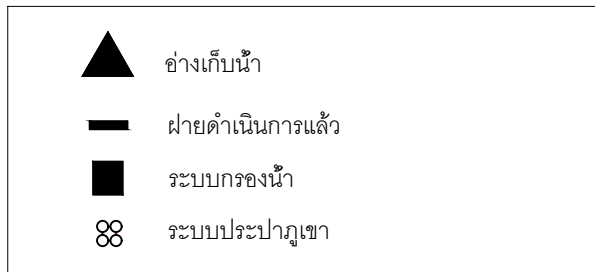 อ่างเก็บน้ำ
ฝายดำเนินการแล้ว
ระบบกรองน้ำ
ระบบประปาภูเขา